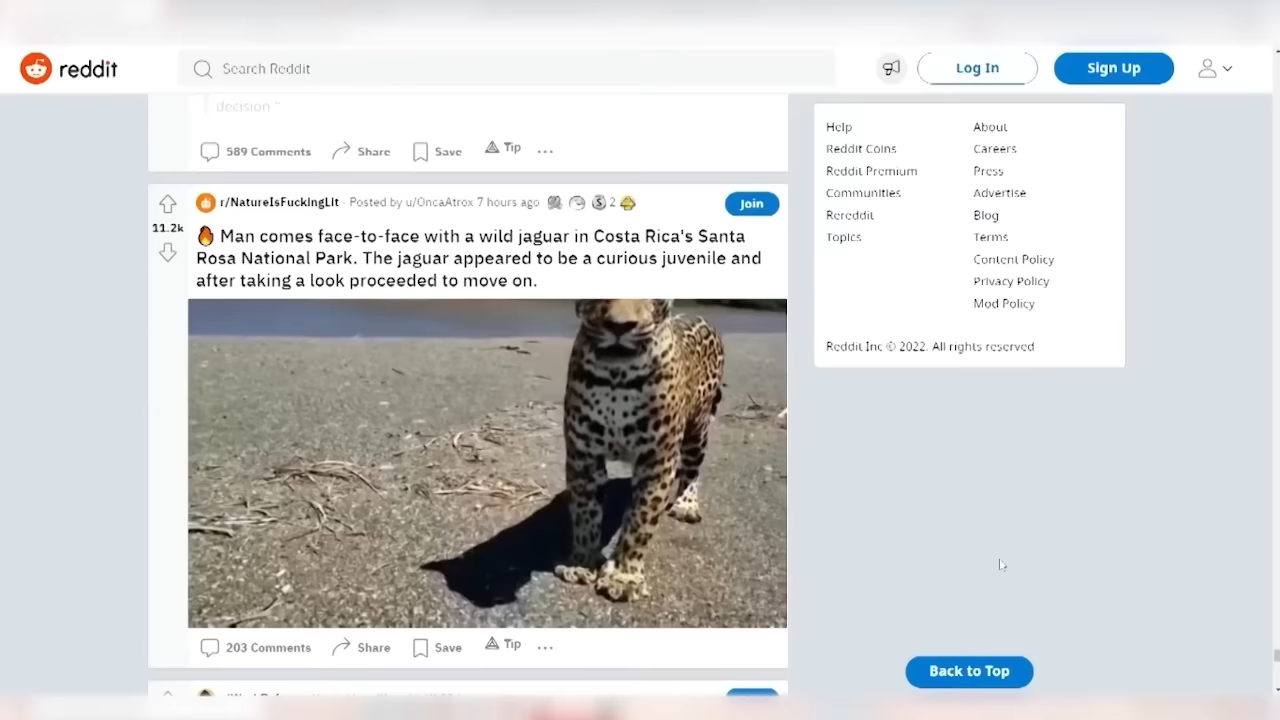 reddit
Search Reddit
Log In
Sign Up
decision "
589 Comments
Share
Save
Tip
r/NatureIsFuckingLit · Posted by u/OncaAtrox 7 hours ago
2
Join
11.2k
Man comes face-to-face with a wild jaguar in Costa Rica's Santa
Rosa National Park. The jaguar appeared to be a curious juvenile and
after taking a look proceeded to move on.
203 Comments
Share
Save
Tip
Help
Reddit Coins
Reddit Premium
Communities
Rereddit
Topics
About
Careers
Press
Advertise
Blog
Terms
Content Policy
Privacy Policy
Mod Policy
Reddit Inc © 2022. All rights reserved
Back to Top